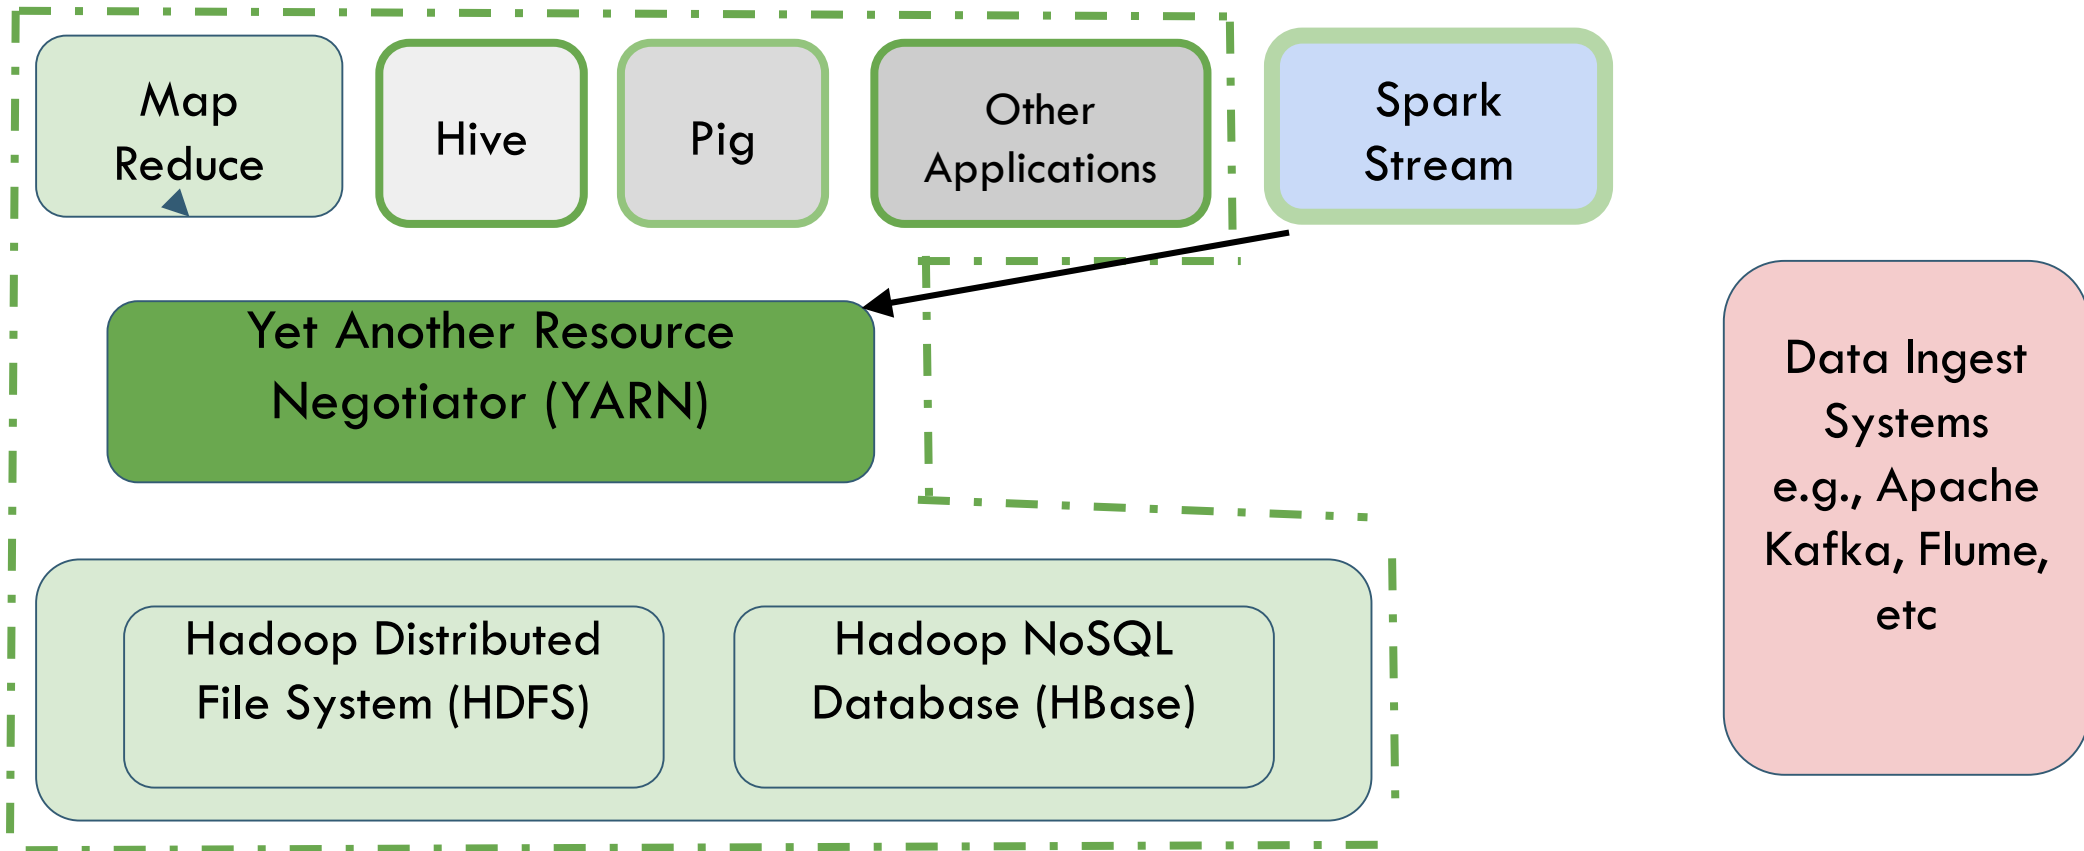 Map
Reduce
Hive
Pig
Other
Applications
Spark
Stream
Yet Another Resource
Negotiator (YARN)
Data Ingest
Systems
e.g., Apache
Kafka, Flume,
etc
Hadoop Distributed
File System (HDFS)
Hadoop NoSQL
Database (HBase)